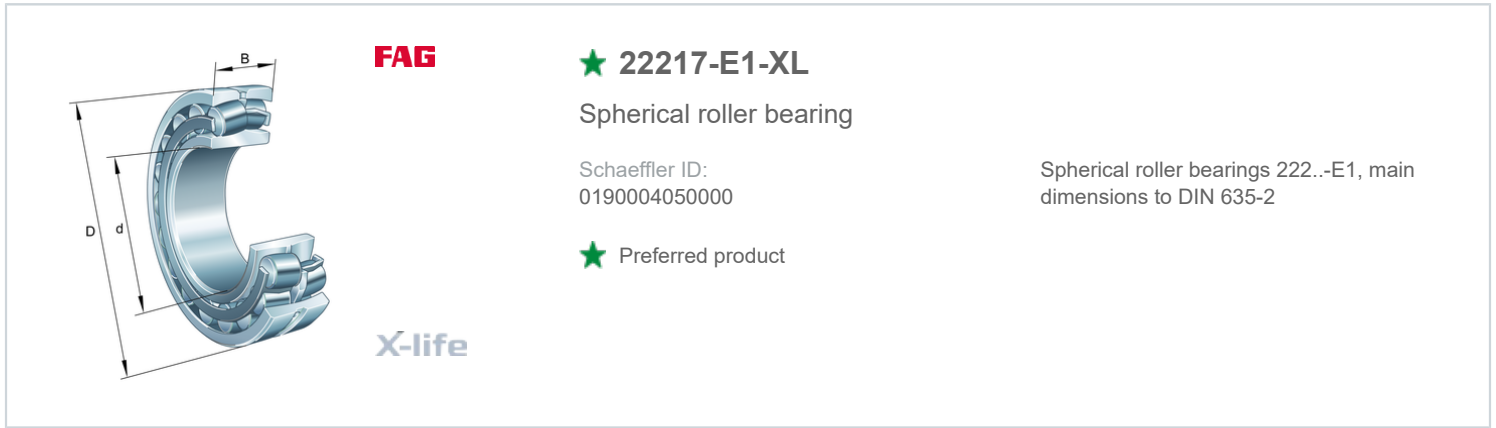 B
D
d
FAG
X-life
22217-E1-XL
Spherical roller bearing
Schaeffler ID:
0190004050000
Preferred product
Spherical roller bearings 222..-E1, main
dimensions to DIN 635-2